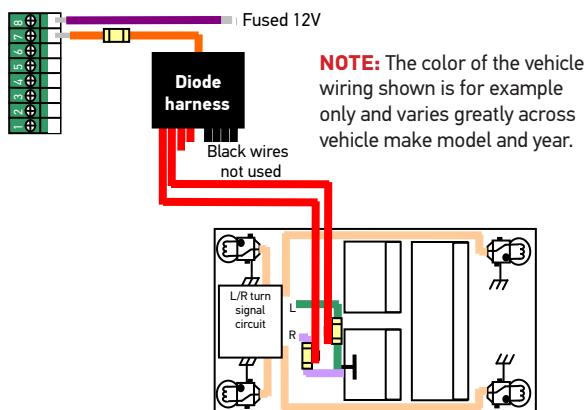 8
7
6
5
4
3
2
1
Fused 12V
Diode
harness
NOTE: The color of the vehicle
wiring shown is for example
only and varies greatly across
vehicle make model and year.
Black wires
not used
L/R turn
signal
circuit
L
R